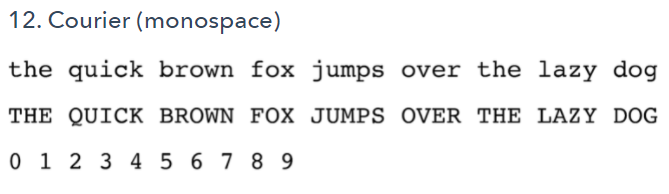 12. Courier (monospace)
the quick brown fox jumps over the lazy dog
THE QUICK BROWN FOX JUMPS OVER THE LAZY DOG
0 1 2 3 4 5 6 7 8 9